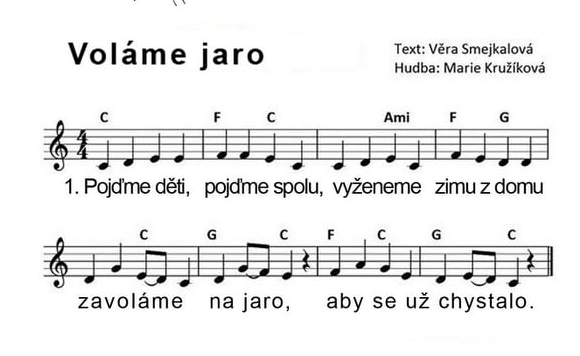 Voláme jaro
Text: Věra Smejkalová
Hudba: Marie Kružíková
C F C Ami F G
1. Pojďme děti, pojďme spolu, vyženeme zimu z domu
C G C F C G C
zavoláme na jaro, aby se už chystalo.